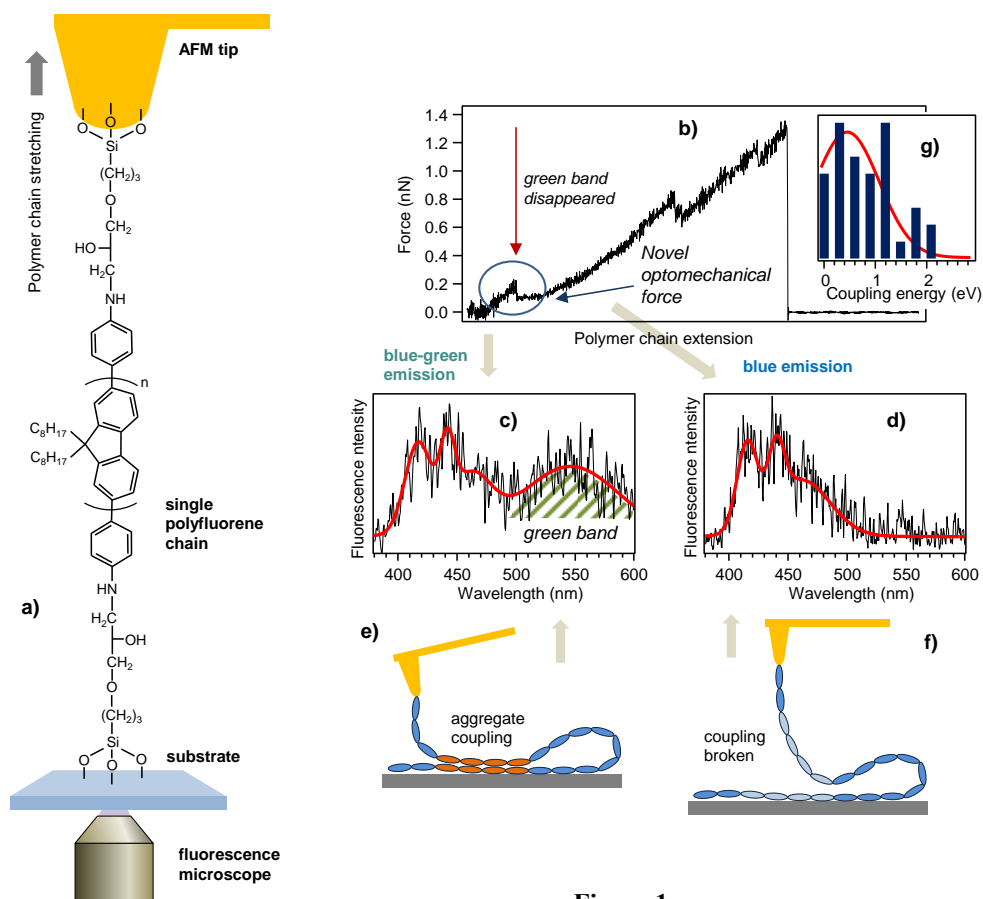 AFM tip
Polymer chain stretching
O
O
O
Si
(CH2)3
O
CH2
HO
H2C
NH
n
C8H17
C8H17
single
polyfluorene
chain
HN
a)
H2C
OH
CH2
O
(CH2)3
Si
O
O
O
substrate
fluorescence
microscope
b)
Force (nN)
1.4
1.2
1.0
0.8
0.6
0.4
0.2
0.0
green band
disappeared
Novel
optomechanical
force
Polymer chain extension
g)
0
1
2
Coupling energy (eV)
blue-green
emission
blue emission
c)
Fluorescence ntensity
green band
400
450
500
550
600
Wavelength (nm)
d)
Fluorescence ntensity
400
450
500
550
600
Wavelength (nm)
e)
aggregate
coupling
f)
coupling
broken